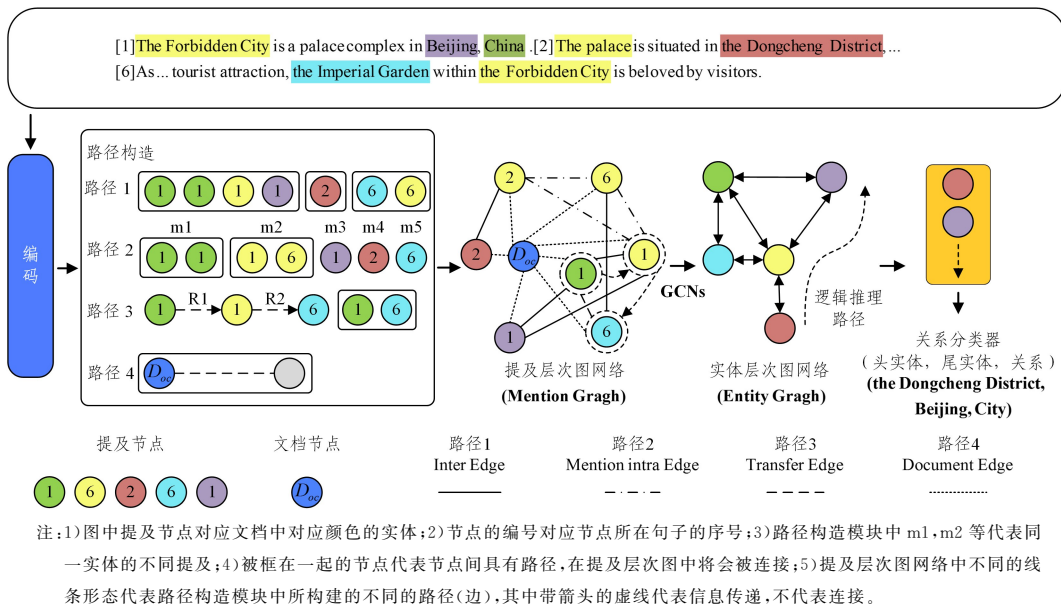 [1]The Forbidden City is a palace complex in Beijing, China .[2] The palace is situated in the Dongcheng District,...
[6]As... tourist attraction, the Imperial Garden within the Forbidden City is beloved by visitors.
编码
路径构造
路径1
1 1 1 1 2 6 6
m1 m2 m3 m4 m5
路径2
1 1 1 6 1 2 6
路径3
1 R1 1 R2 6 1 6
路径4
Doc
2 6
2 Doc 1 1
1 6
提及层次图网络
(Mention Gragh)
GCNs
逻辑推理
路径
实体层次图网络
(Entity Gragh)
关系分类器
(头实体，尾实体，关系)
(the Dongcheng District,
Beijing, City)
提及节点
文档节点
1 6 2 6 1
Doc
路径1
Inter Edge
路径2
Mention intra Edge
路径3
Transfer Edge
路径4
Document Edge
注:1)图中提及节点对应文档中对应颜色的实体;2)节点的编号对应节点所在句子的序号;3)路径构造模块中 m1,m2 等代表同
一实体的不同提及;4)被框在一起的节点代表节点间具有路径,在提及层次图中将会被连接;5)提及层次图网络中不同的线
条形态代表路径构造模块中所构建的不同的路径(边),其中带箭头的虚线代表信息传递,不代表连接。